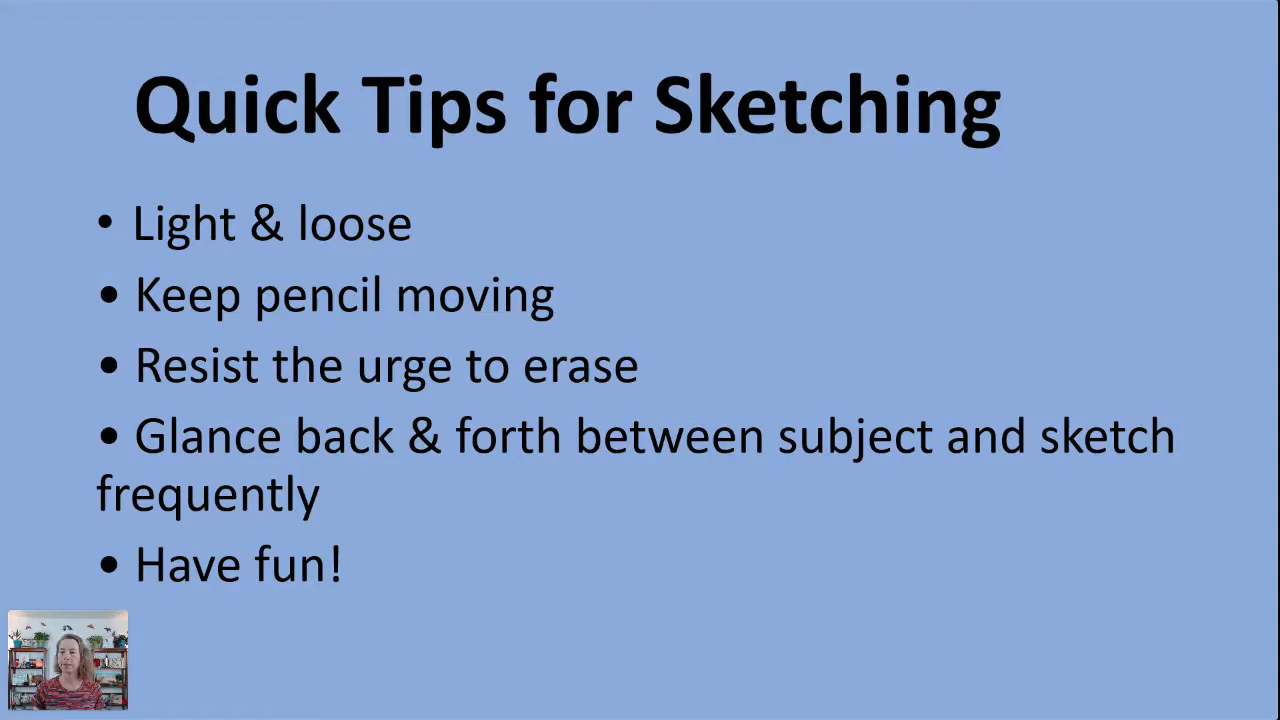 Quick Tips for Sketching
• Light & loose
• Keep pencil moving
• Resist the urge to erase
• Glance back & forth between subject and sketch
frequently
• Have fun!